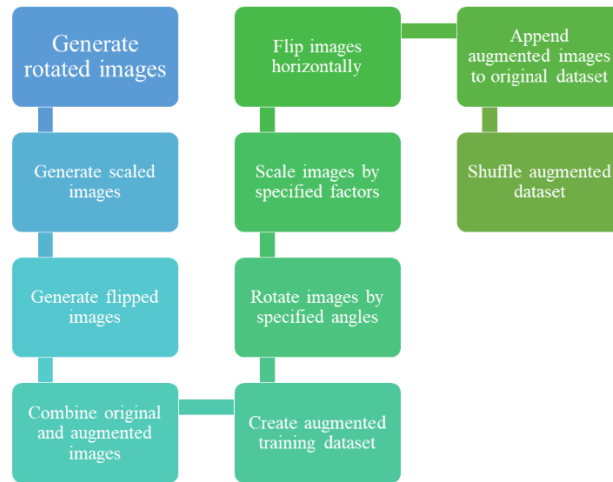 Generate
rotated images
Generate scaled
images
Generate flipped
images
Combine original
and augmented
images
Create augmented
training dataset
Rotate images by
specified angles
Scale images by
specified factors
Flip images
horizontally
Append
augmented images
to original dataset
Shuffle augmented
dataset